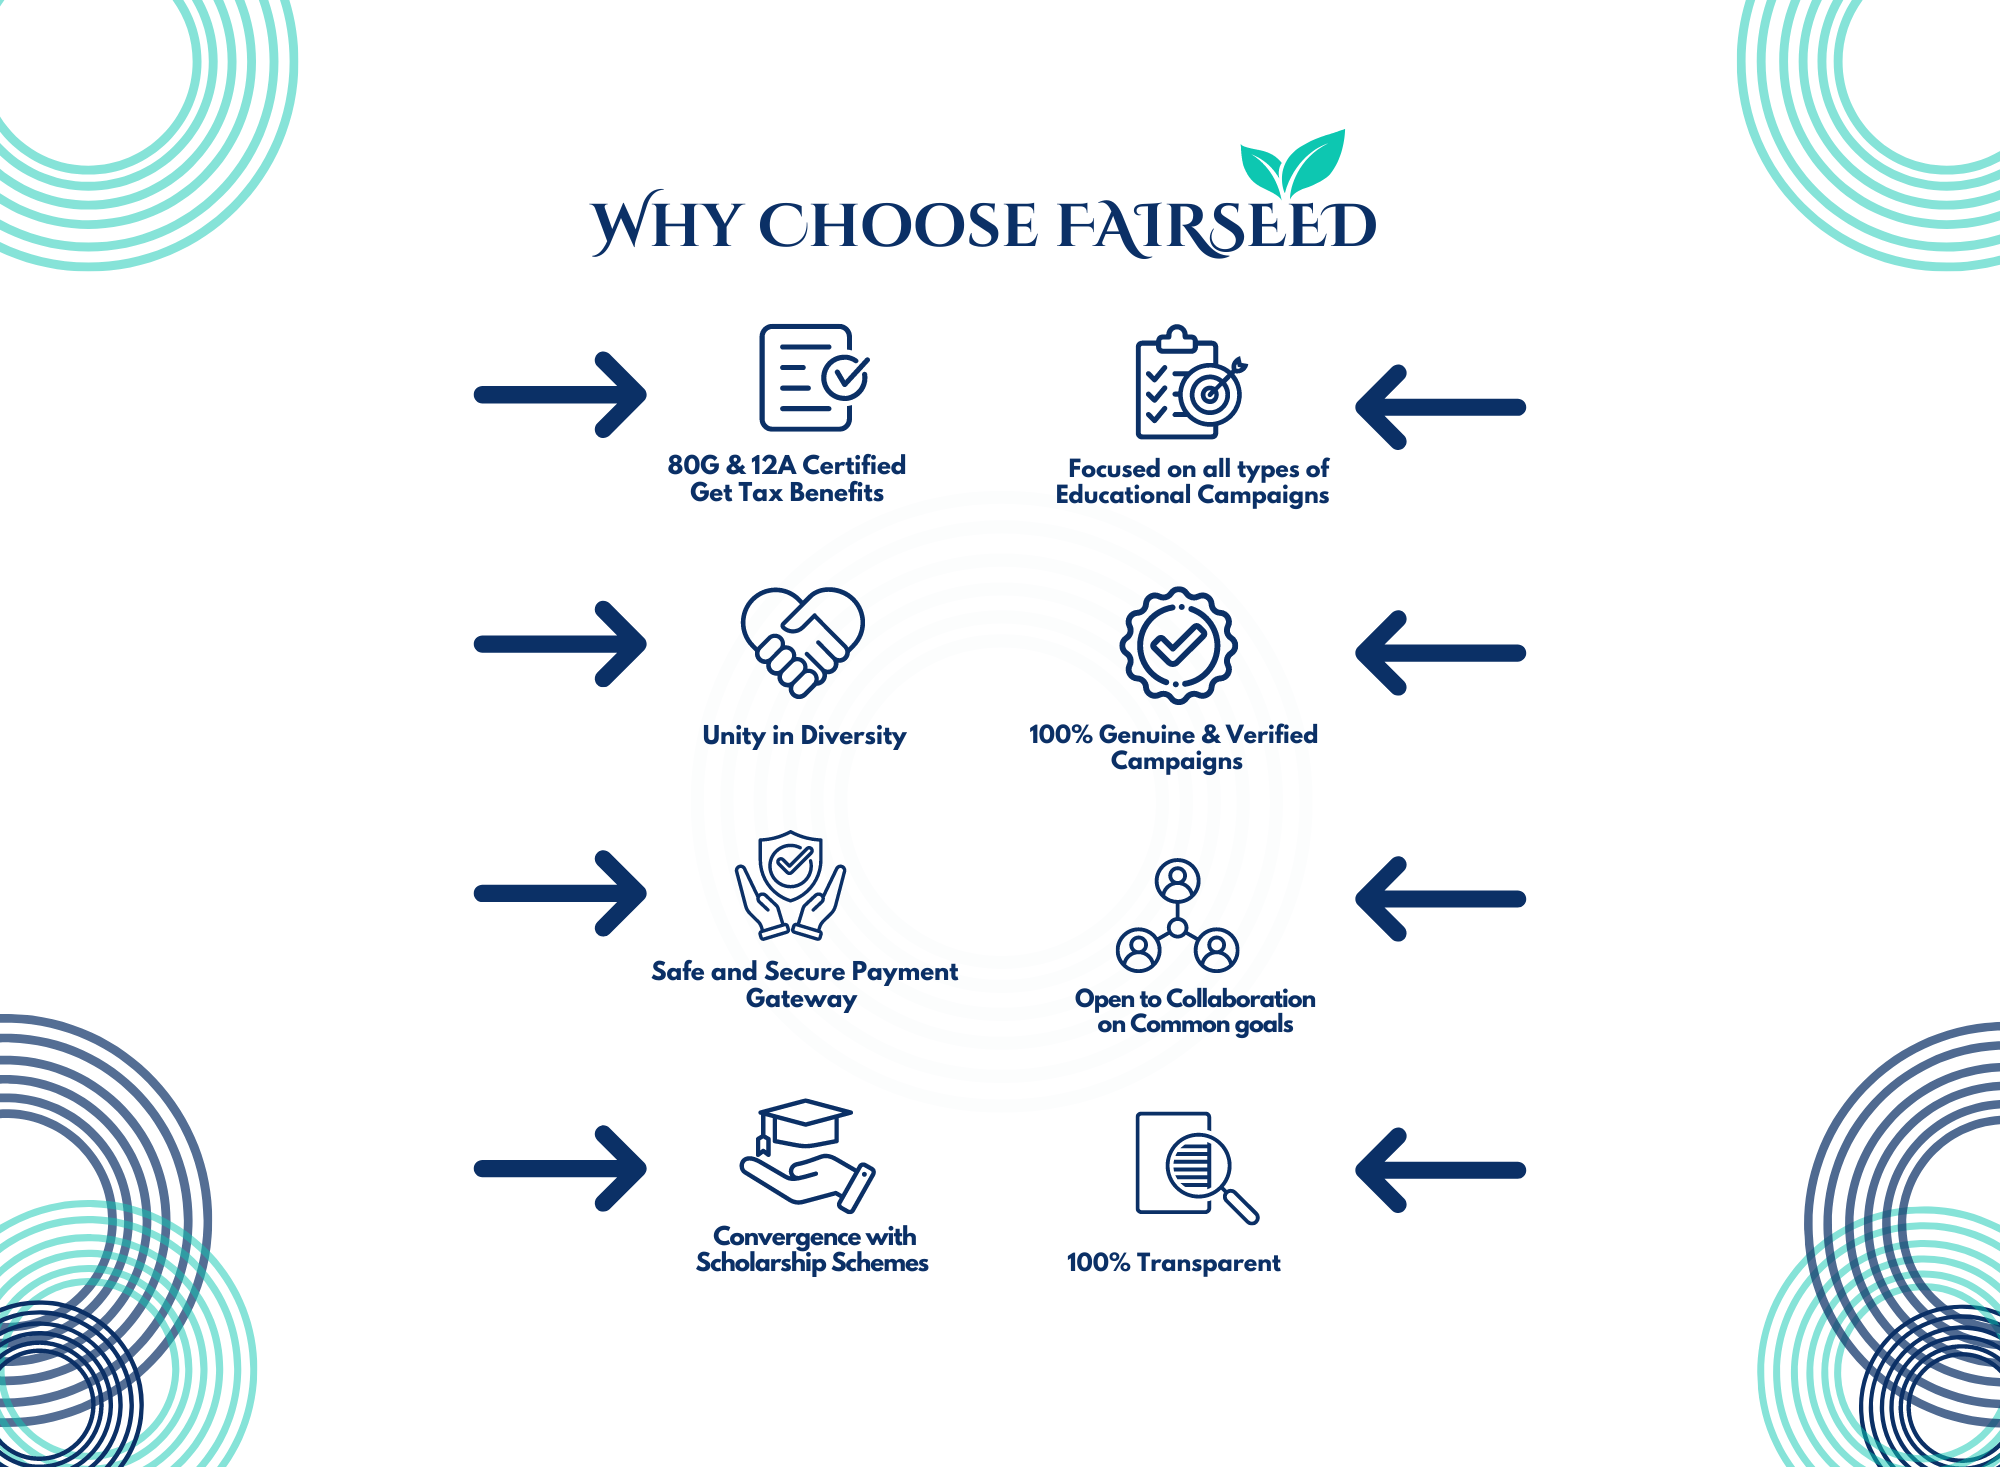 WHY CHOOSE FAIRSEED
80G & 12A Certified
Get Tax Benefits
Focused on all types of
Educational Campaigns
Unity in Diversity
100% Genuine & Verified
Campaigns
Safe and Secure Payment
Gateway
Open to Collaboration
on Common goals
Convergence with
Scholarship Schemes
100% Transparent